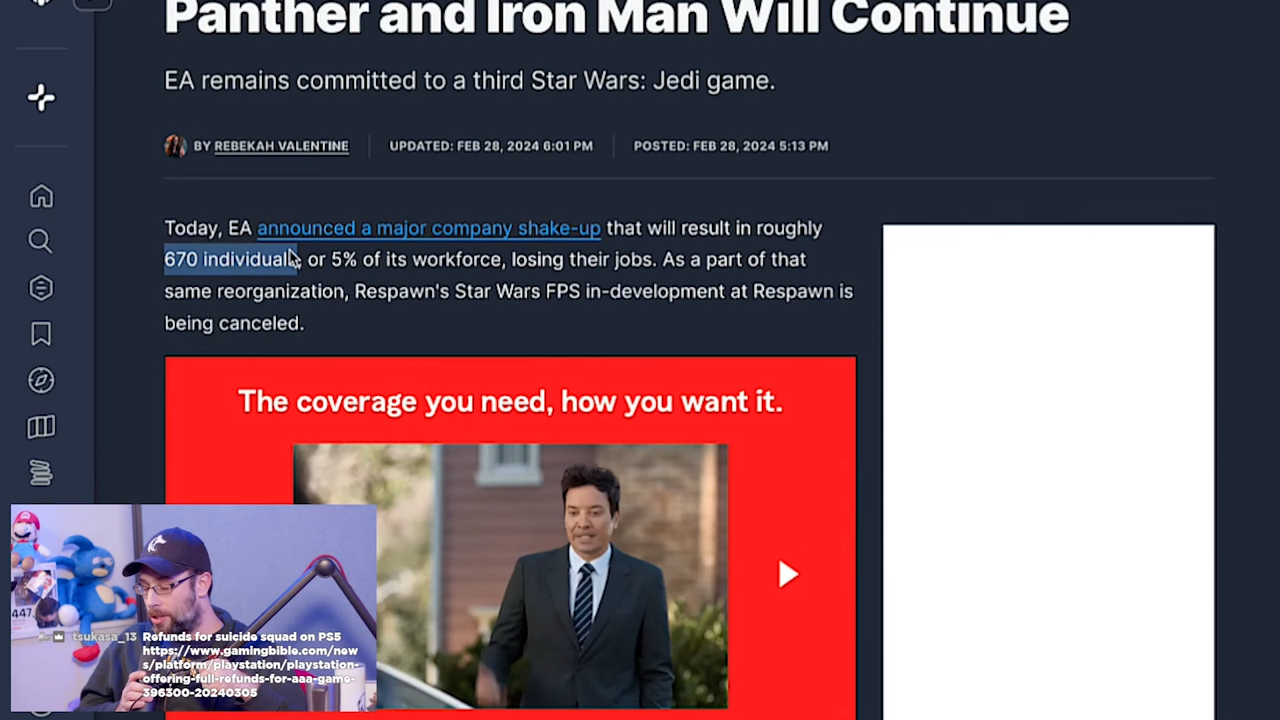 Panther and Iron Man Will Continue
EA remains committed to a third Star Wars: Jedi game.
BY REBEKAH VALENTINE
UPDATED: FEB 28, 2024 6:01 PM
POSTED: FEB 28, 2024 5:13 PM
Today, EA announced a major company shake-up that will result in roughly
670 individuals, or 5% of its workforce, losing their jobs. As a part of that
same reorganization, Respawn's Star Wars FPS in-development at Respawn is
being canceled.
The coverage you need, how you want it.
447
tsukasa_13 Refunds for suicide squad on PS5
https://www.gamingbible.com/new
s/platform/playstation/playstation-
offering-full-refunds-for-aaa-game-
396300-20240305